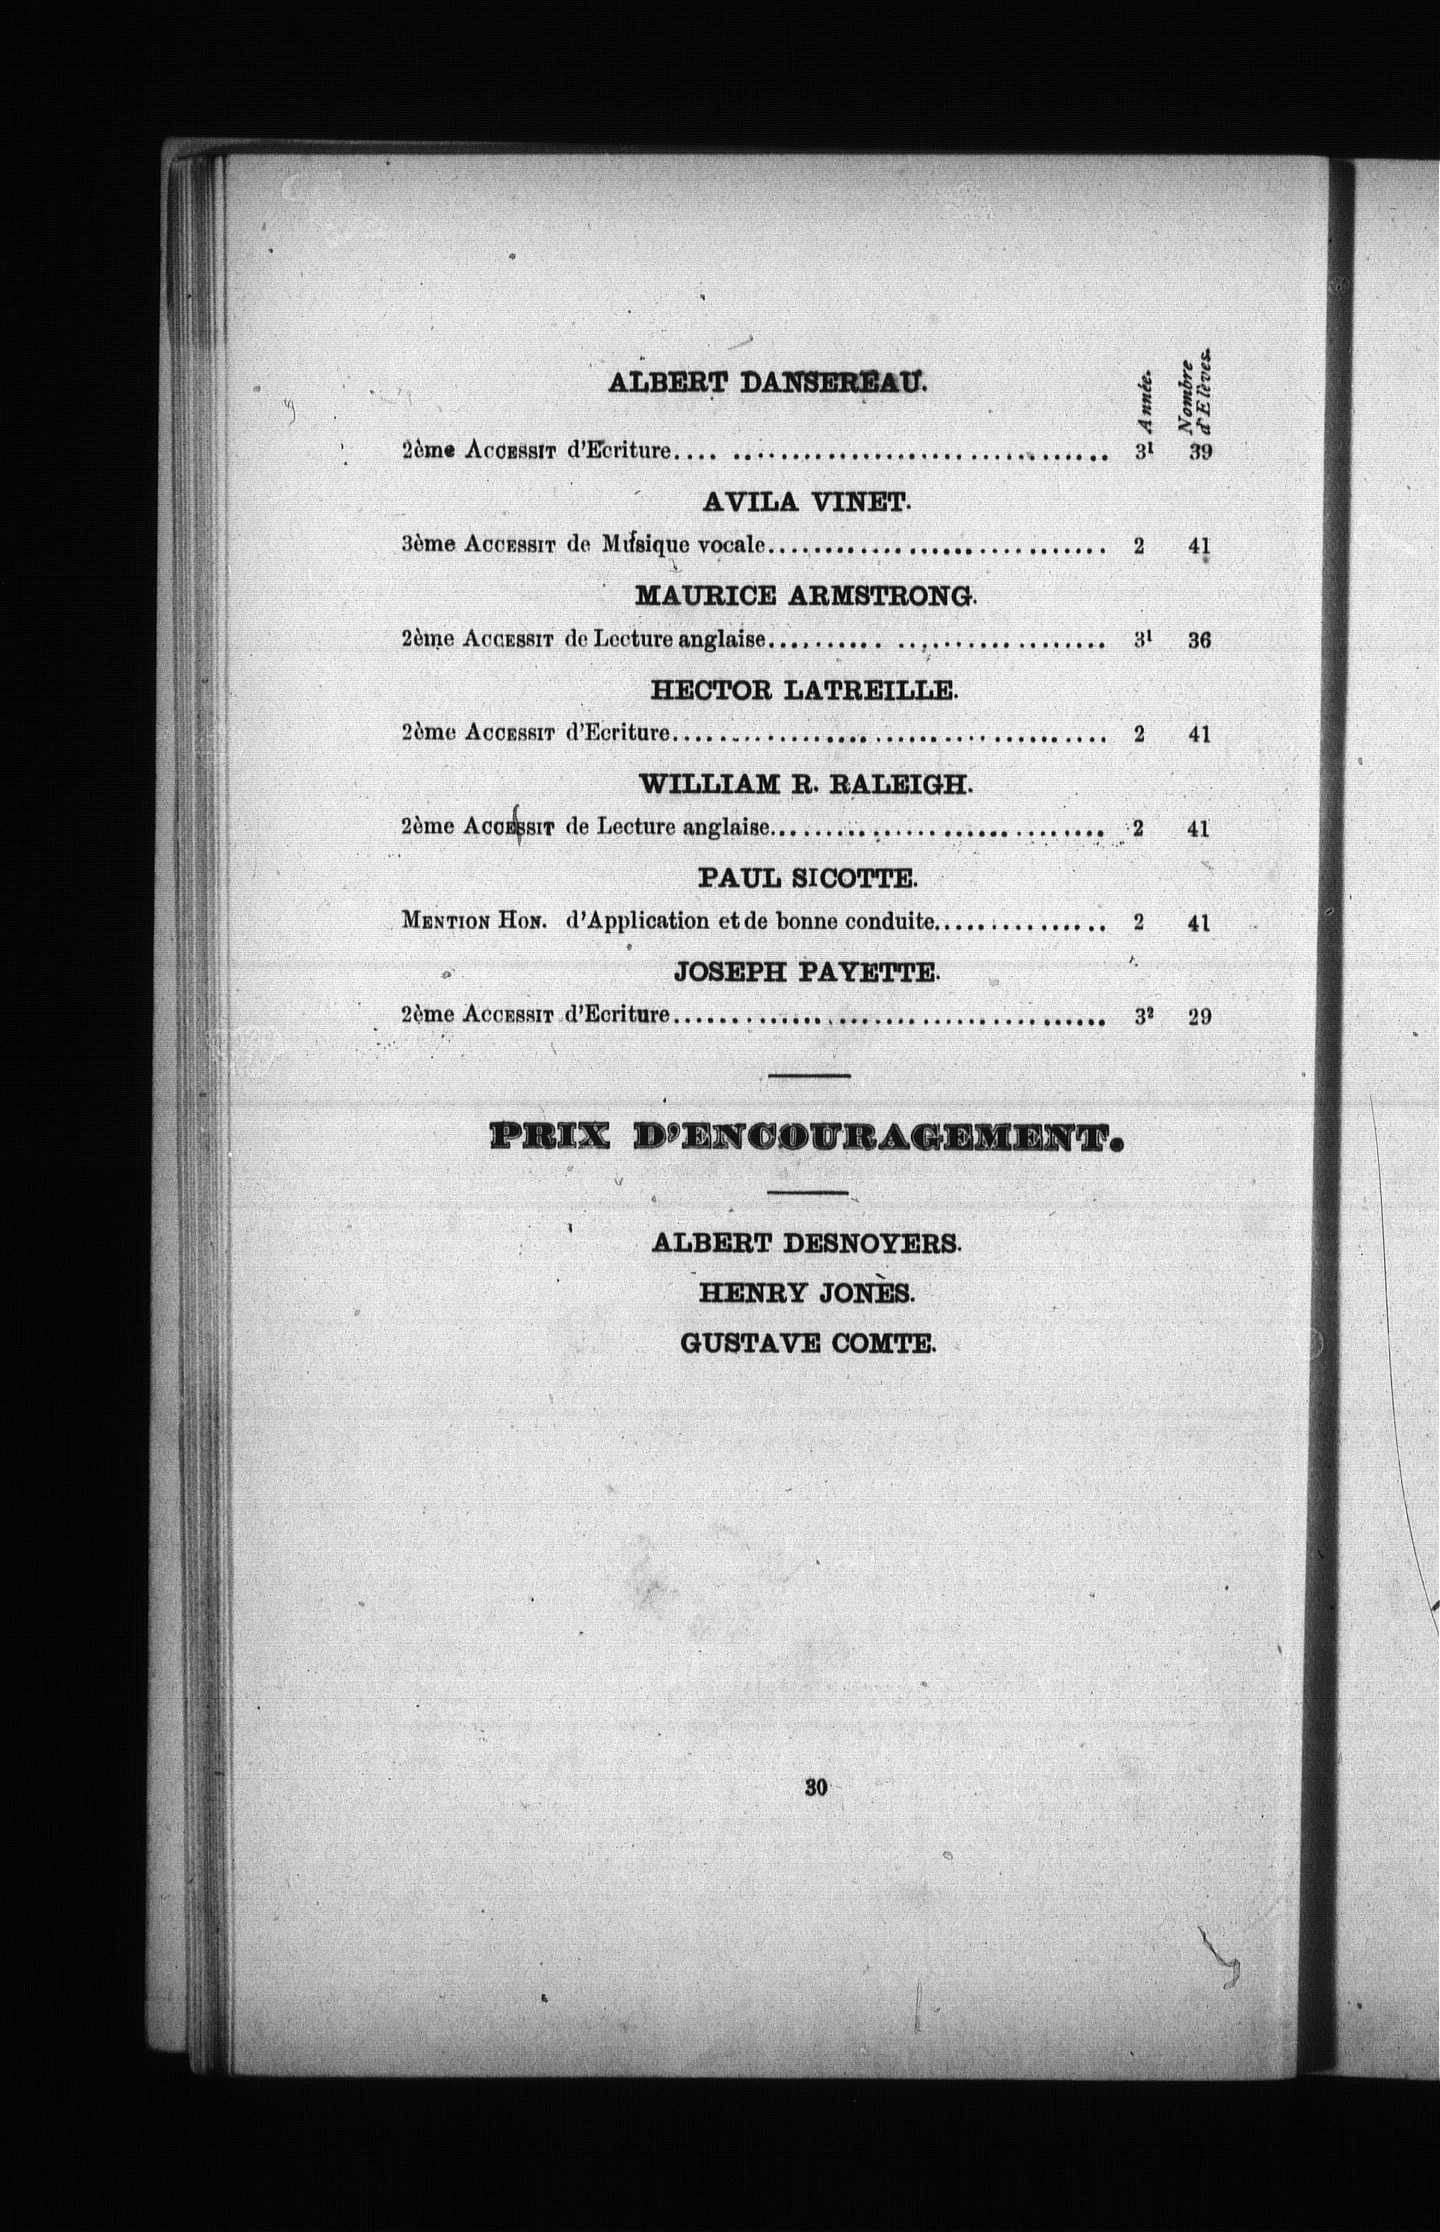 ALBERT DANSEREAU.
Année.
Nombre
d'Elèves.
2ème ACCESSIT d'Ecriture.... ................................ 3¹ 39
AVILA VINET.
3ème ACCESSIT de Musique vocale............................. 2 41
MAURICE ARMSTRONG.
2ème ACCESSIT de Lecture anglaise.......... .................. 3¹ 36
HECTOR LATREILLE.
2ème ACCESSIT d'Ecriture..................................... 2 41
WILLIAM R. RALEIGH.
2ème ACCESSIT de Lecture anglaise............................. 2 41
PAUL SICOTTE.
MENTION HON. d'Application et de bonne conduite............... 2 41
JOSEPH PAYETTE.
2ème ACCESSIT d'Ecriture..................................... 3² 29
PRIX D'ENCOURAGEMENT.
ALBERT DESNOYERS.
HENRY JONES.
GUSTAVE COMTE.
30